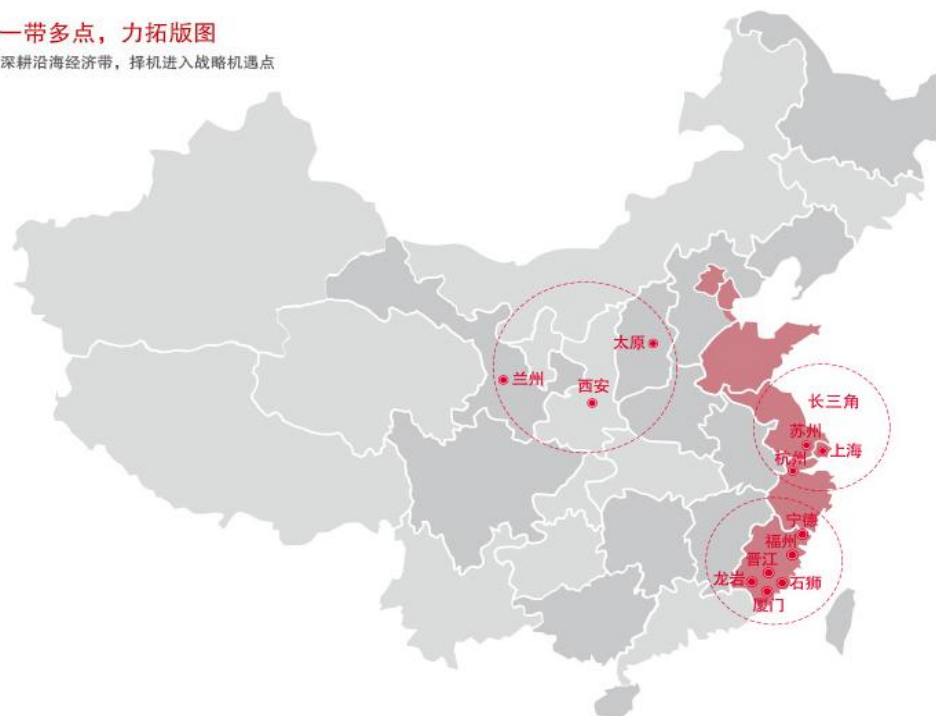 一带多点，力拓版图
深耕沿海经济带，择机进入战略机遇点
太原
兰州
西安
长三角
苏州
上海
杭州
宁德
福州
晋江
龙岩
石狮
厦门